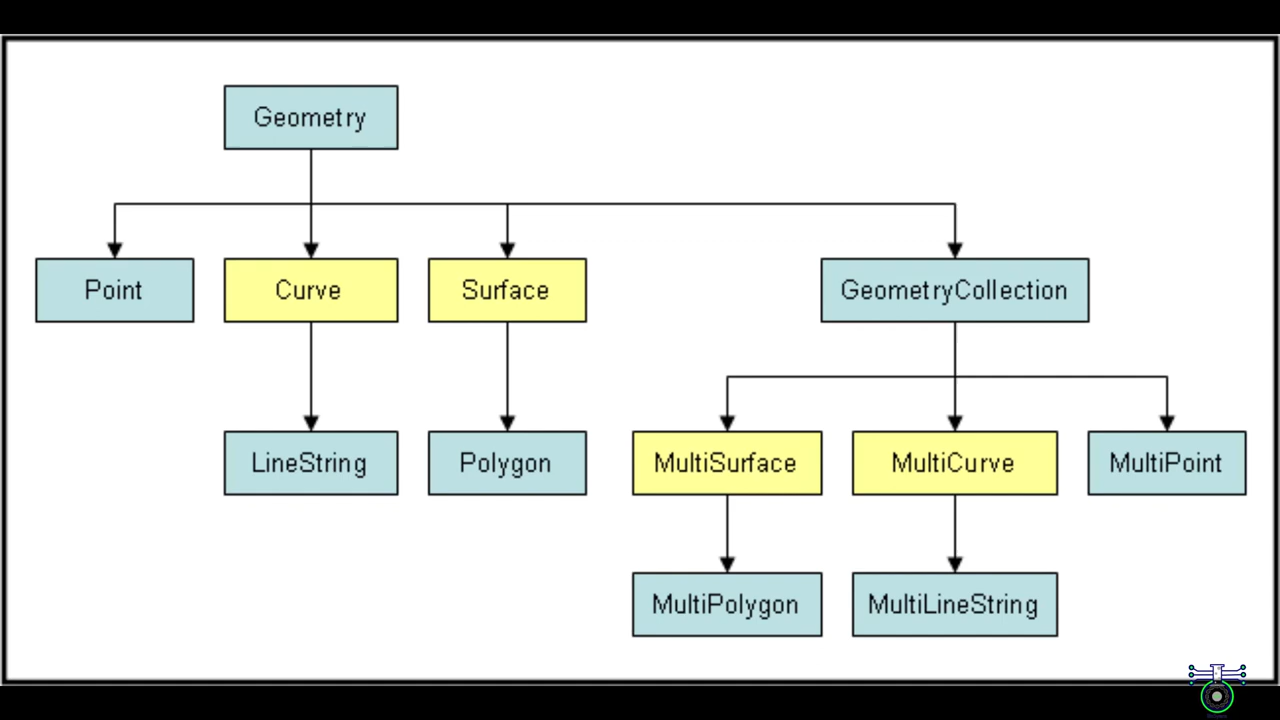 Geometry
Point
Curve
Surface
GeometryCollection
LineString
Polygon
MultiSurface
MultiCurve
MultiPoint
MultiPolygon
MultiLineString